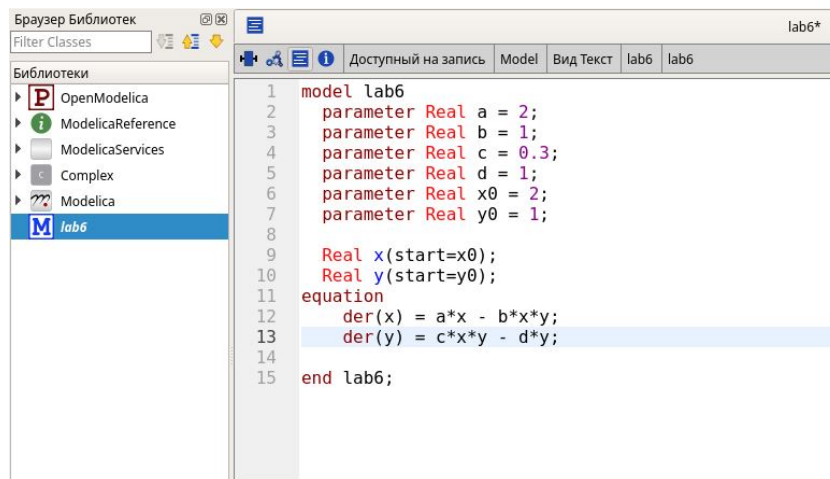 Браузер Библиотек
lab6*
Filter Classes
Доступный на запись Model Вид Текст lab6 lab6
Библиотеки
P OpenModelica
i ModelicaReference
ModelicaServices
C Complex
Modelica
M lab6
1 model lab6
2 parameter Real a = 2;
3 parameter Real b = 1;
4 parameter Real c = 0.3;
5 parameter Real d = 1;
6 parameter Real x0 = 2;
7 parameter Real y0 = 1;
8
9 Real x(start=x0);
10 Real y(start=y0);
11 equation
12 der(x) = a*x - b*x*y;
13 der(y) = c*x*y - d*y;
14
15 end lab6;